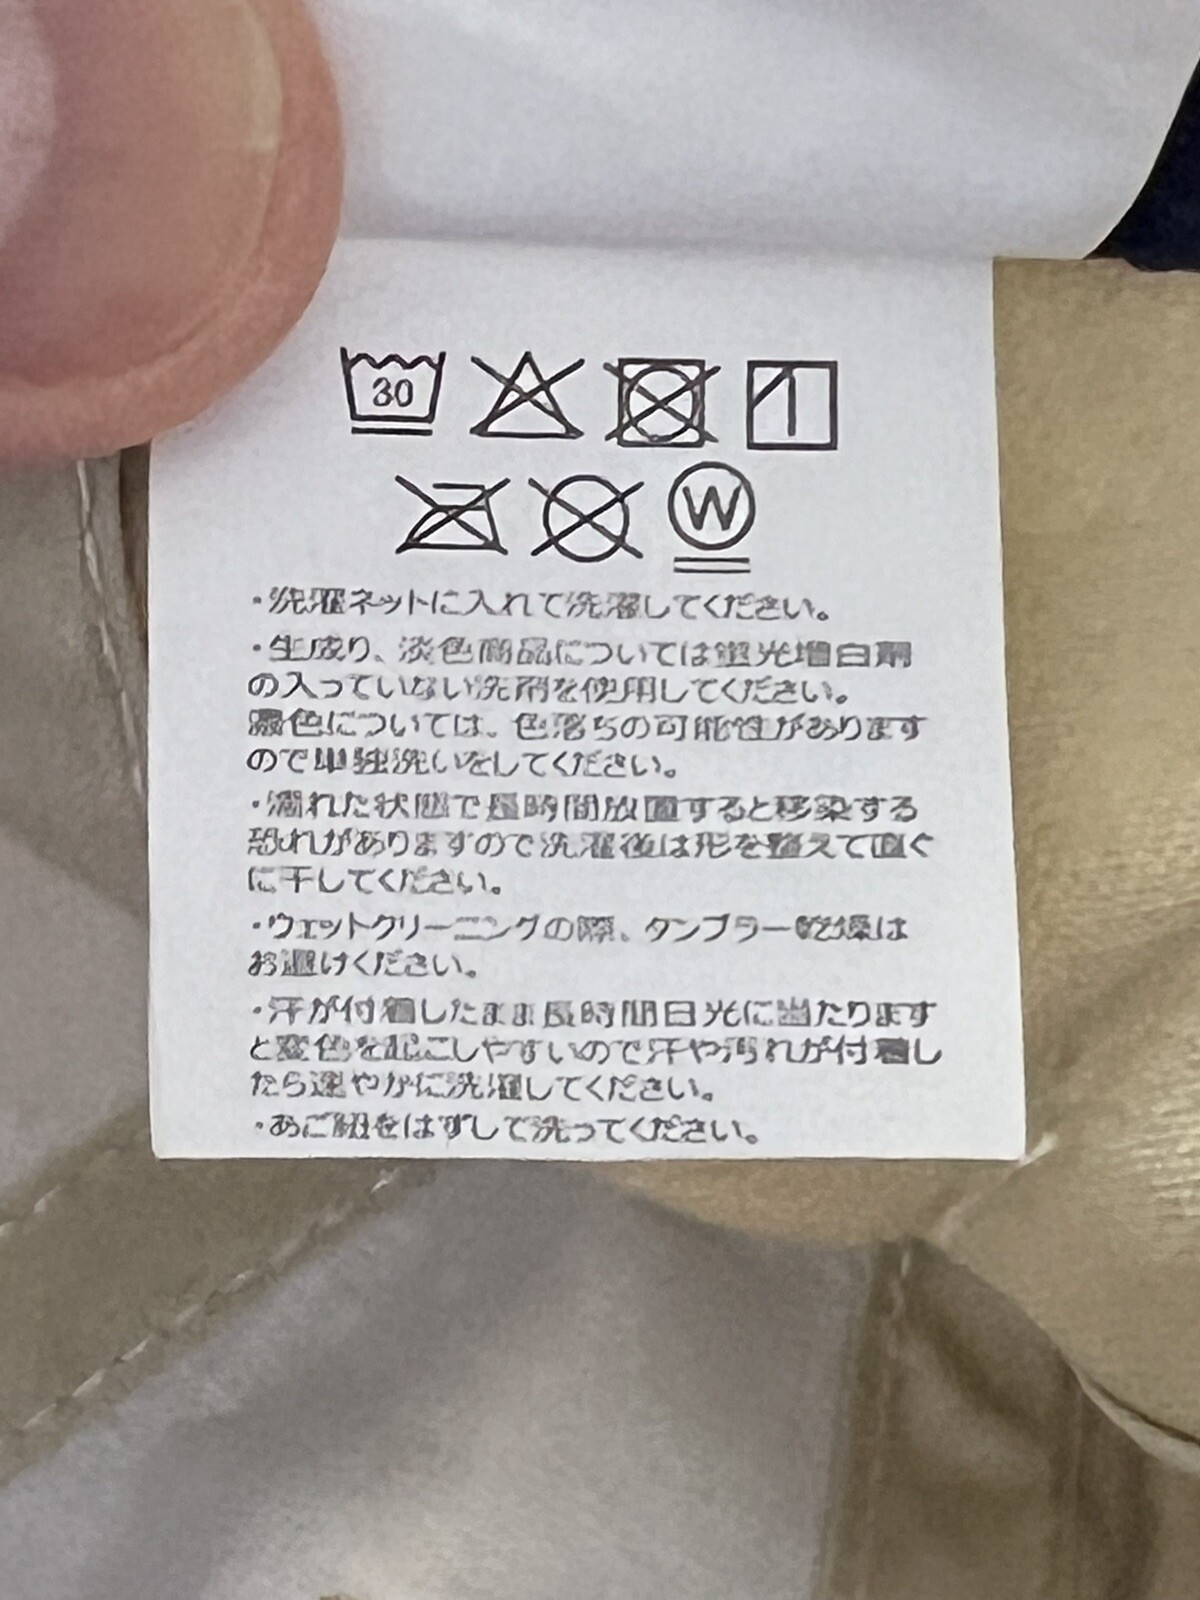 30
W
・洗濯ネットに入れて洗濯してください。
・生成り、淡色商品については蛍光増白剤
の入っていない洗剤を使用してください。
濃色については、色落ちの可能性があります
ので単独洗いをしてください。
・濡れた状態で長時間放置すると移染する
恐れがありますので洗濯後は形を整えて直ぐ
に干してください。
・ウェットクリーニングの際、タンブラー乾燥は
お避けください。
・汗が付着したまま長時間日光に当たります
と変色を起こしやすいので汗や汚れが付着し
たら速やかに洗濯してください。
・あご紐をはずして洗ってください。